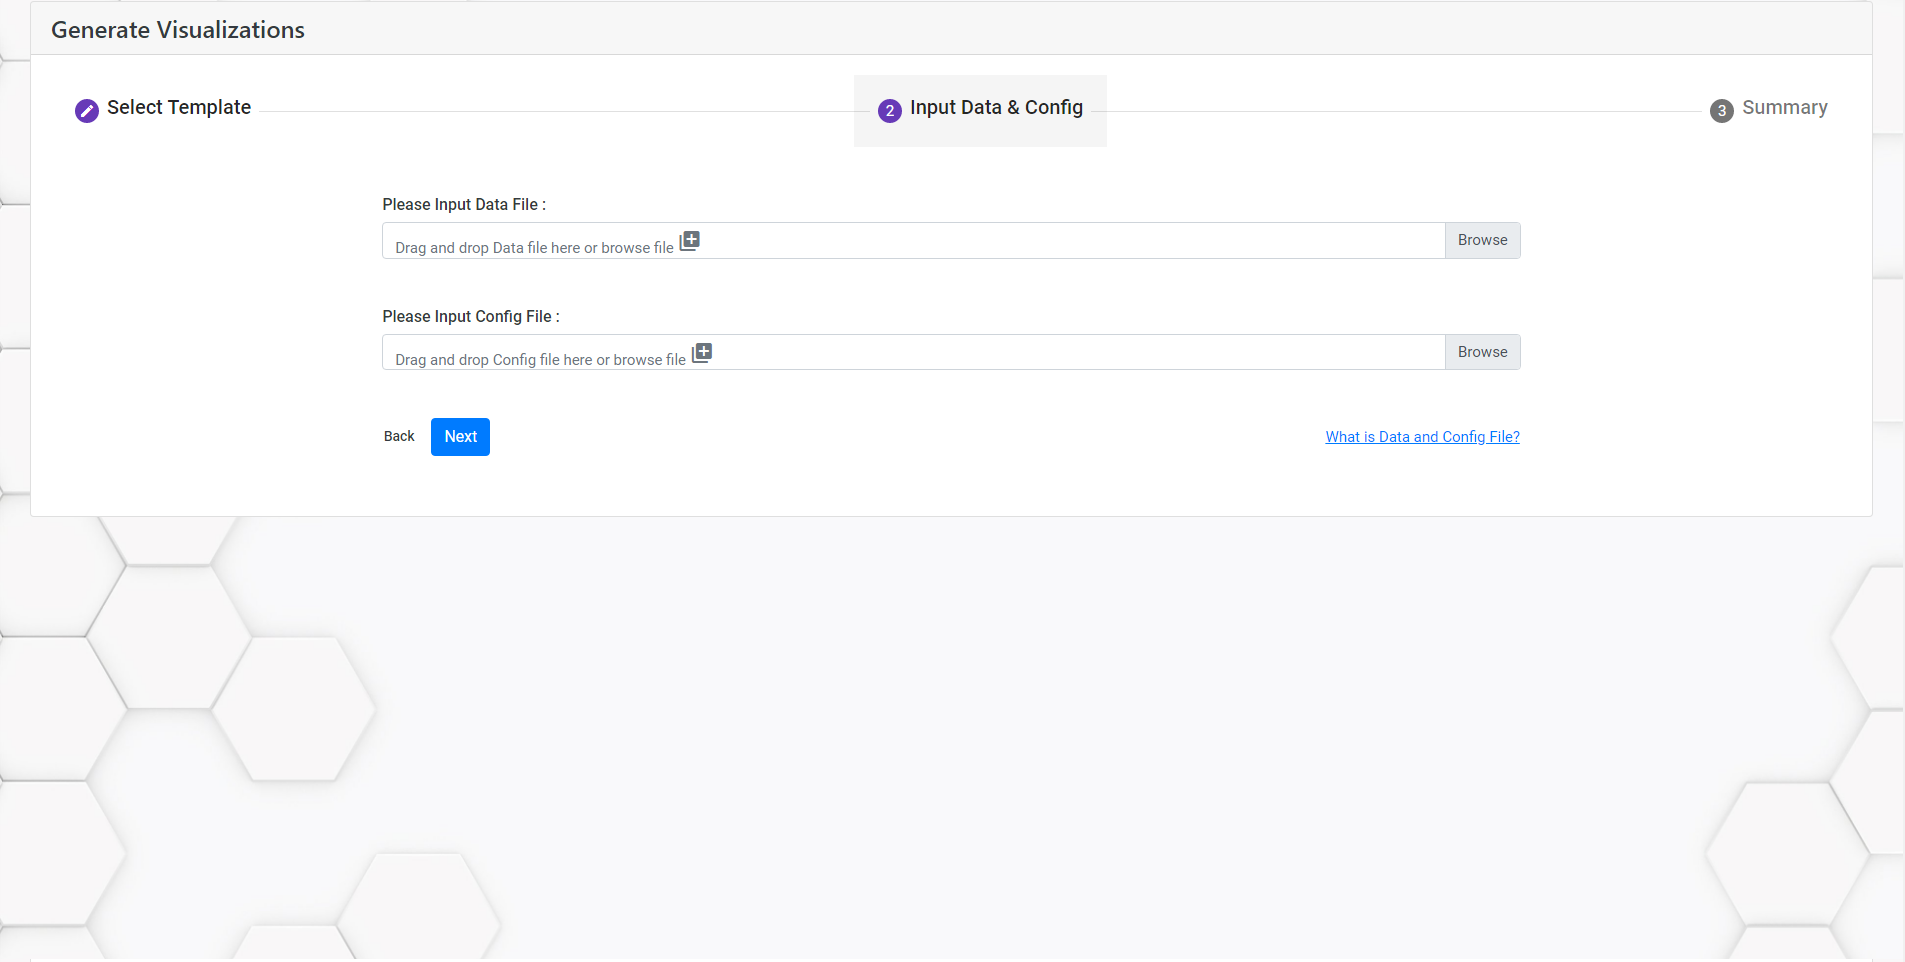 Generate Visualizations
Select Template
2 Input Data & Config
3 Summary
Please Input Data File :
Drag and drop Data file here or browse file
Browse
Please Input Config File :
Drag and drop Config file here or browse file
Browse
Back
Next
What is Data and Config File?